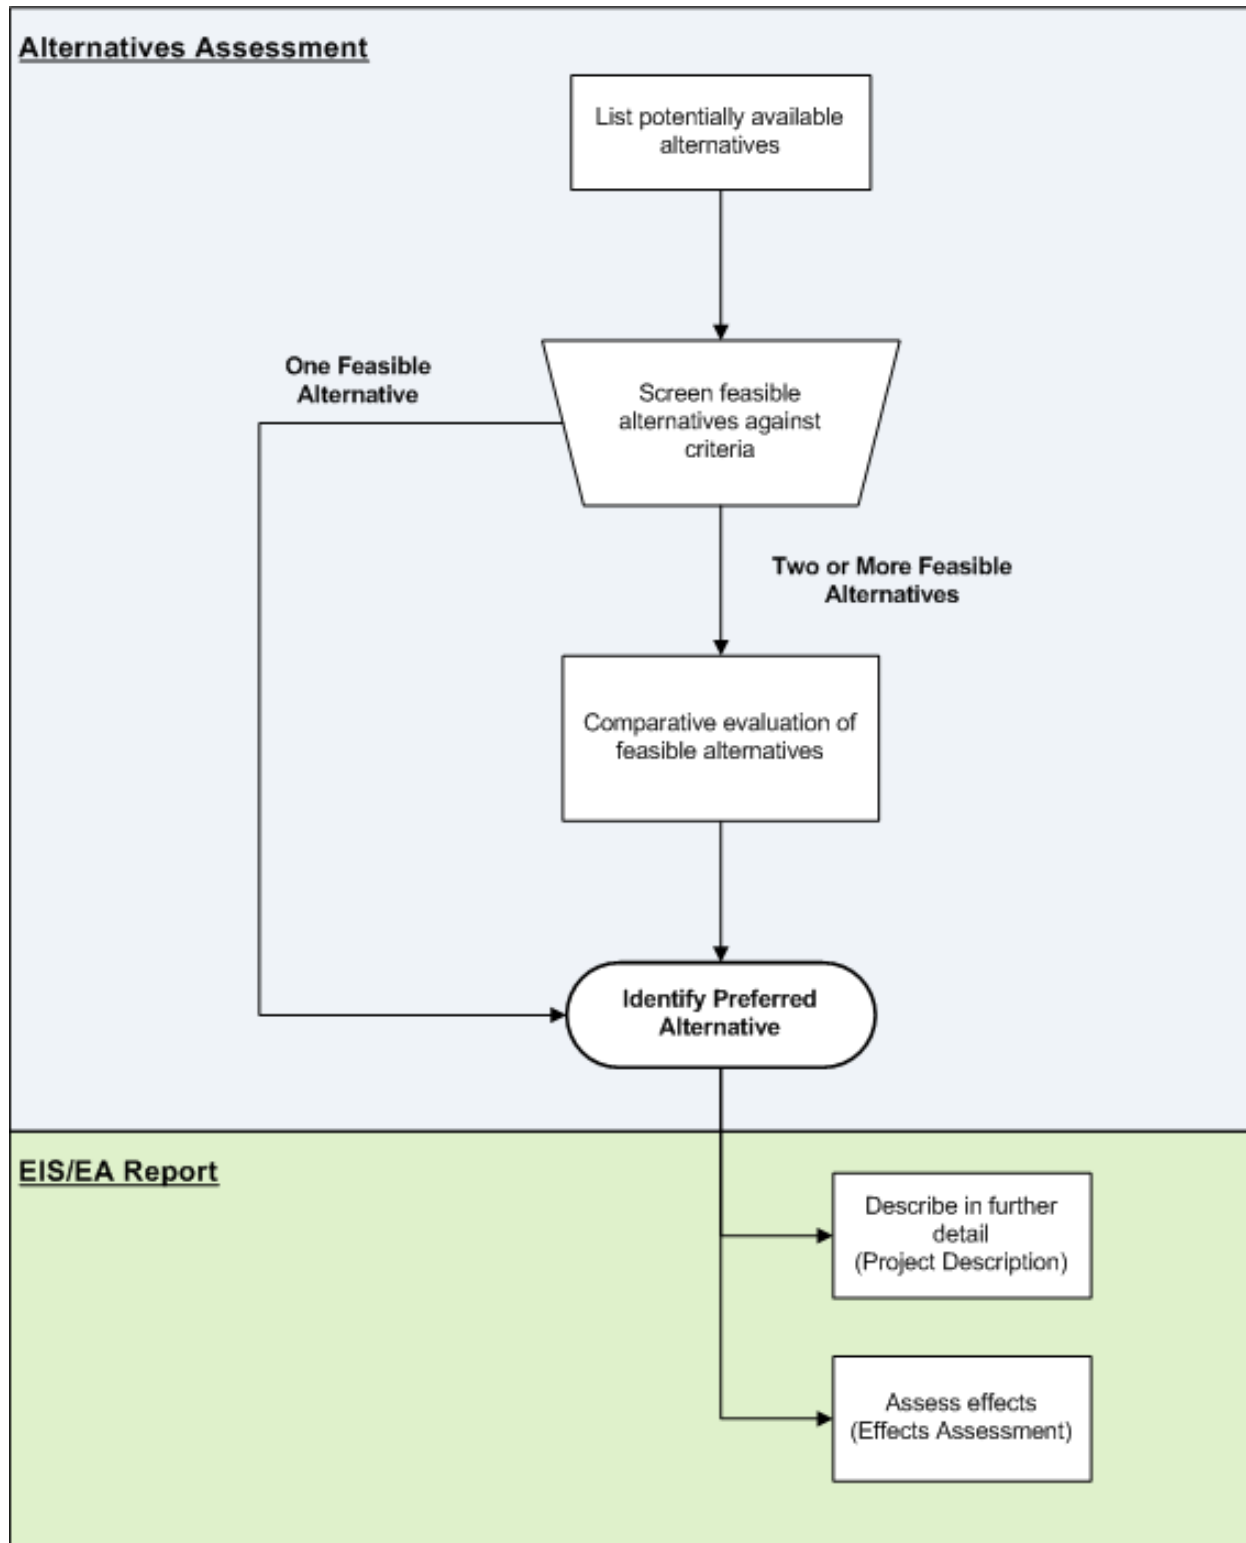 Alternatives Assessment
List potentially available
alternatives
One Feasible
Alternative
Screen feasible
alternatives against
criteria
Two or More Feasible
Alternatives
Comparative evaluation of
feasible alternatives
Identify Preferred
Alternative
EIS/EA Report
Describe in further
detail
(Project Description)
Assess effects
(Effects Assessment)